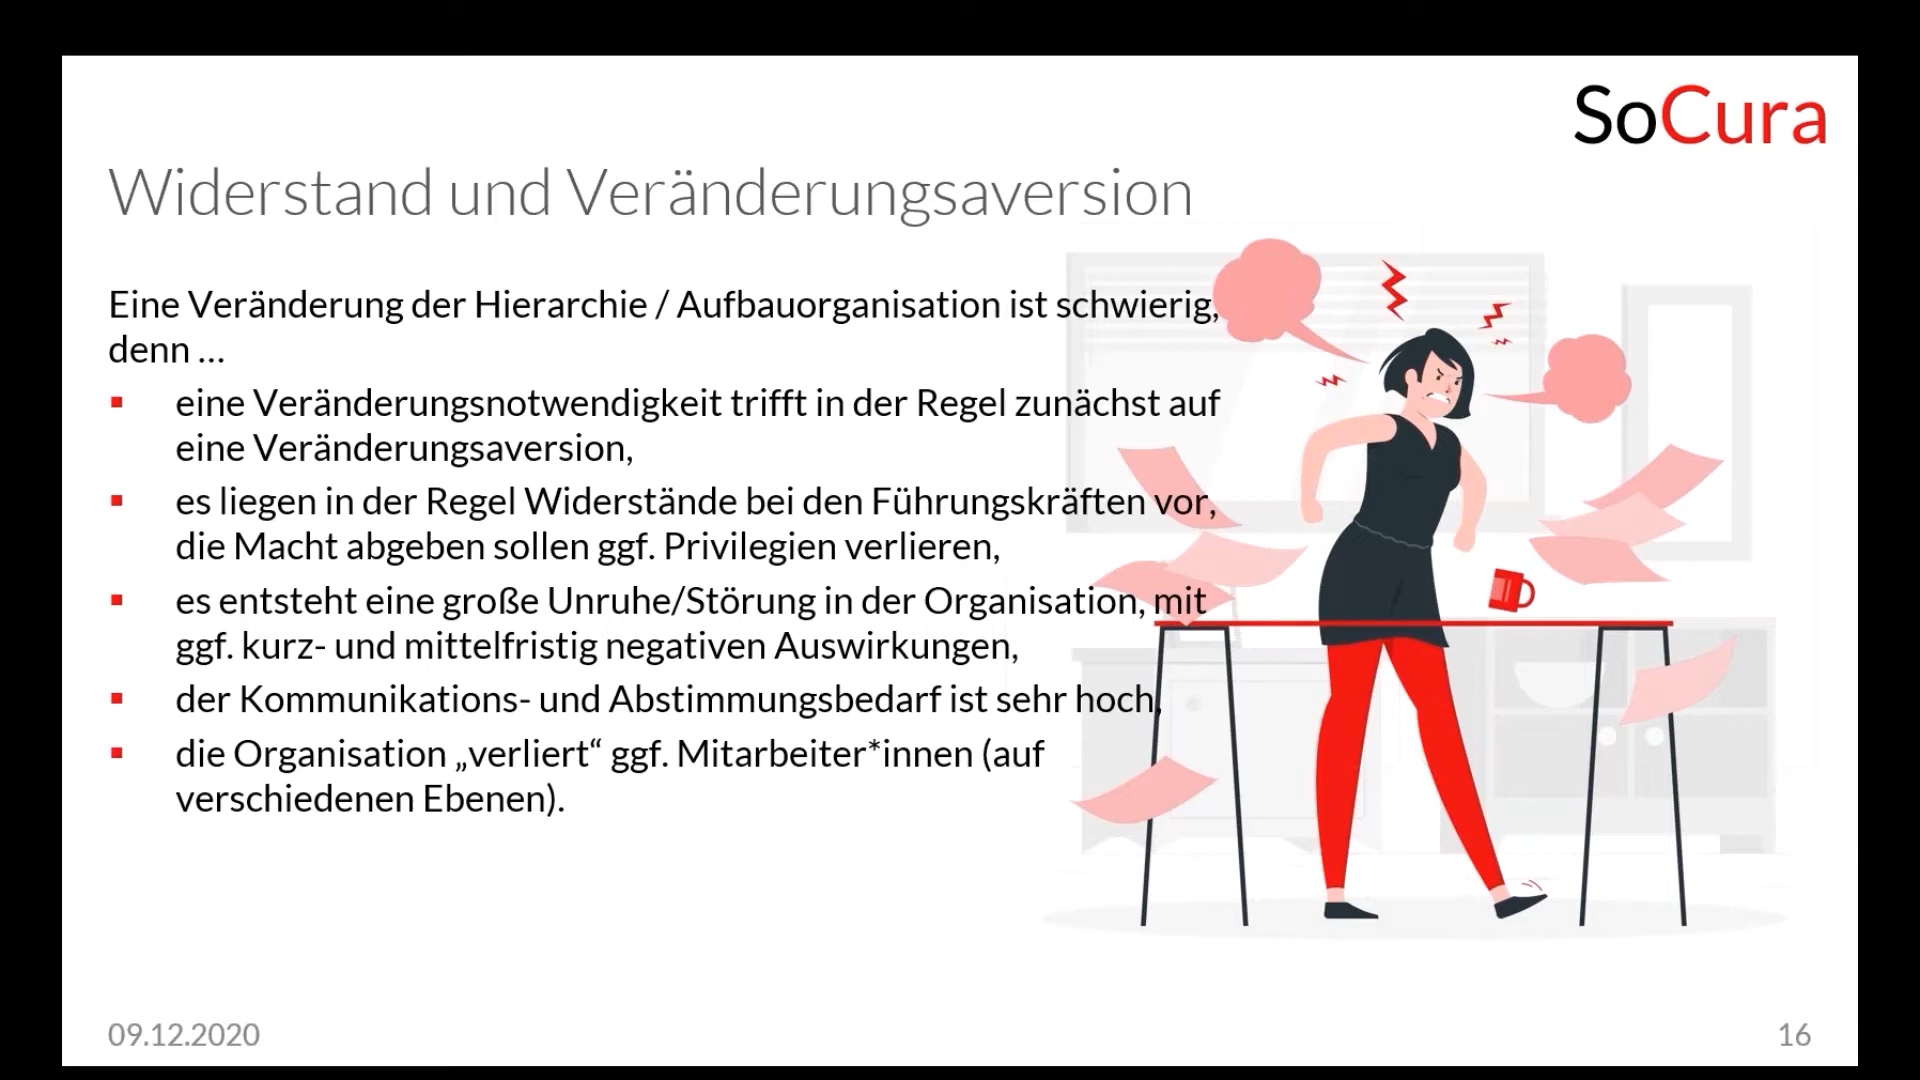 SoCura
Widerstand und Veränderungsaversion
Eine Veränderung der Hierarchie / Aufbauorganisation ist schwierig,
denn ...
▪ eine Veränderungsnotwendigkeit trifft in der Regel zunächst auf
eine Veränderungsaversion,
▪ es liegen in der Regel Widerstände bei den Führungskräften vor,
die Macht abgeben sollen ggf. Privilegien verlieren,
▪ es entsteht eine große Unruhe/Störung in der Organisation, mit
ggf. kurz- und mittelfristig negativen Auswirkungen,
▪ der Kommunikations- und Abstimmungsbedarf ist sehr hoch,
▪ die Organisation „verliert“ ggf. Mitarbeiter*innen (auf
verschiedenen Ebenen).
09.12.2020
16